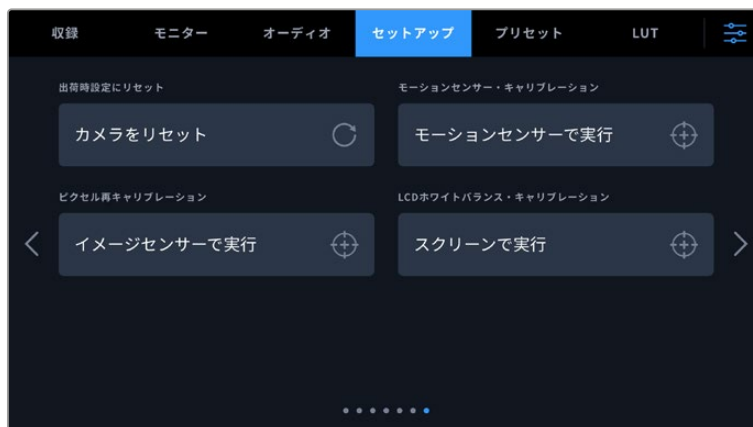 収録 モニター オーディオ セットアップ プリセット LUT
出荷時設定にリセット モーションセンサー・キャリブレーション
カメラをリセット モーションセンサーで実行
ピクセル再キャリブレーション LCDホワイトバランス・キャリブレーション
イメージセンサーで実行 スクリーンで実行